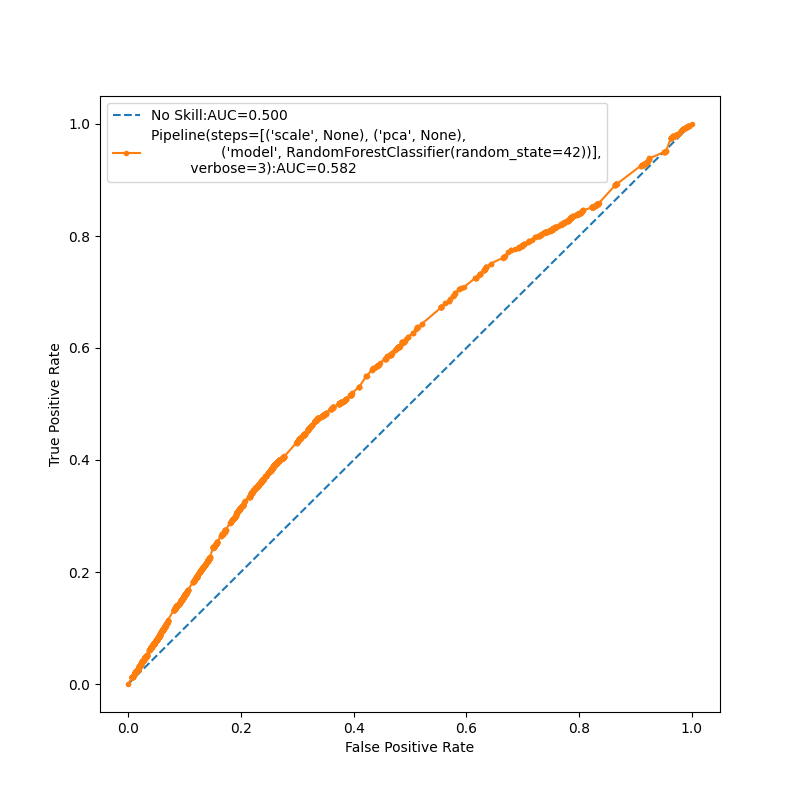 No Skill:AUC=0.500
Pipeline(steps=[('scale', None), ('pca', None),
('model', RandomForestClassifier(random_state=42))],
verbose=3):AUC=0.582
1.0
0.8
0.6
0.4
0.2
0.0
True Positive Rate
0.0 0.2 0.4 0.6 0.8 1.0
False Positive Rate